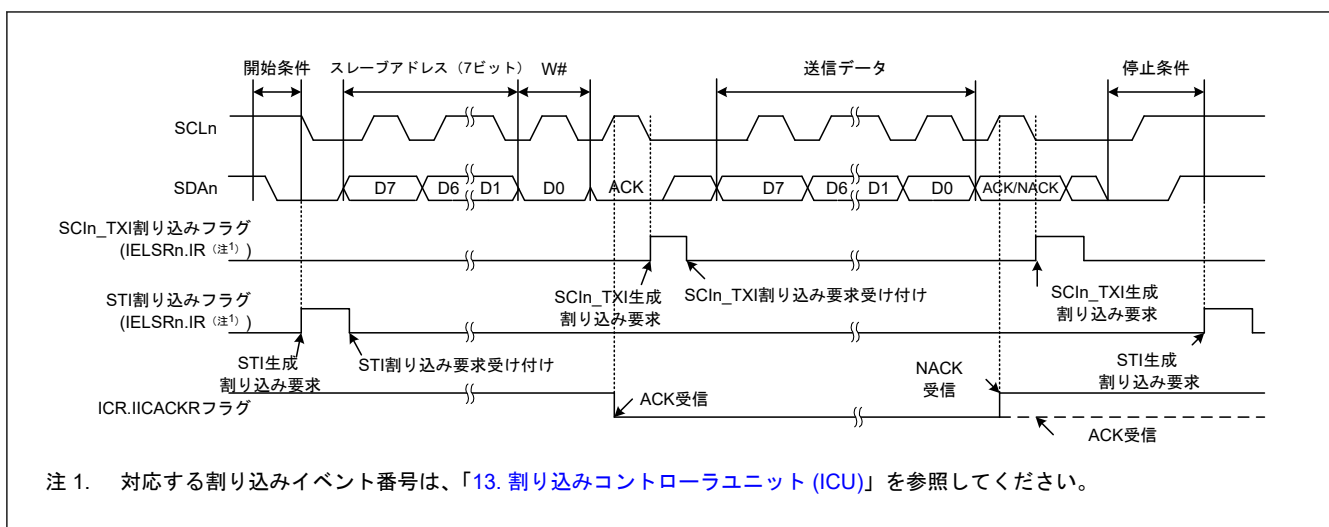 開始条件 スレーブアドレス（7ビット） W# 送信データ 停止条件
SCLn
SDAn D7 D6 D1 D0 ACK D7 D6 D1 D0 ACK/NACK
SCIn_TXI割り込みフラグ
(IELSRn.IR（注1）)
SCIn_TXI生成
割り込み要求
SCIn_TXI割り込み要求受け付け
SCIn_TXI生成
割り込み要求
STI割り込みフラグ
(IELSRn.IR（注1）)
STI生成
割り込み要求
STI割り込み要求受け付け
STI生成
割り込み要求
ICR.IICACKRフラグ
ACK受信
NACK
受信
ACK受信
注 1. 対応する割り込みイベント番号は、「13. 割り込みコントローラユニット (ICU)」を参照してください。